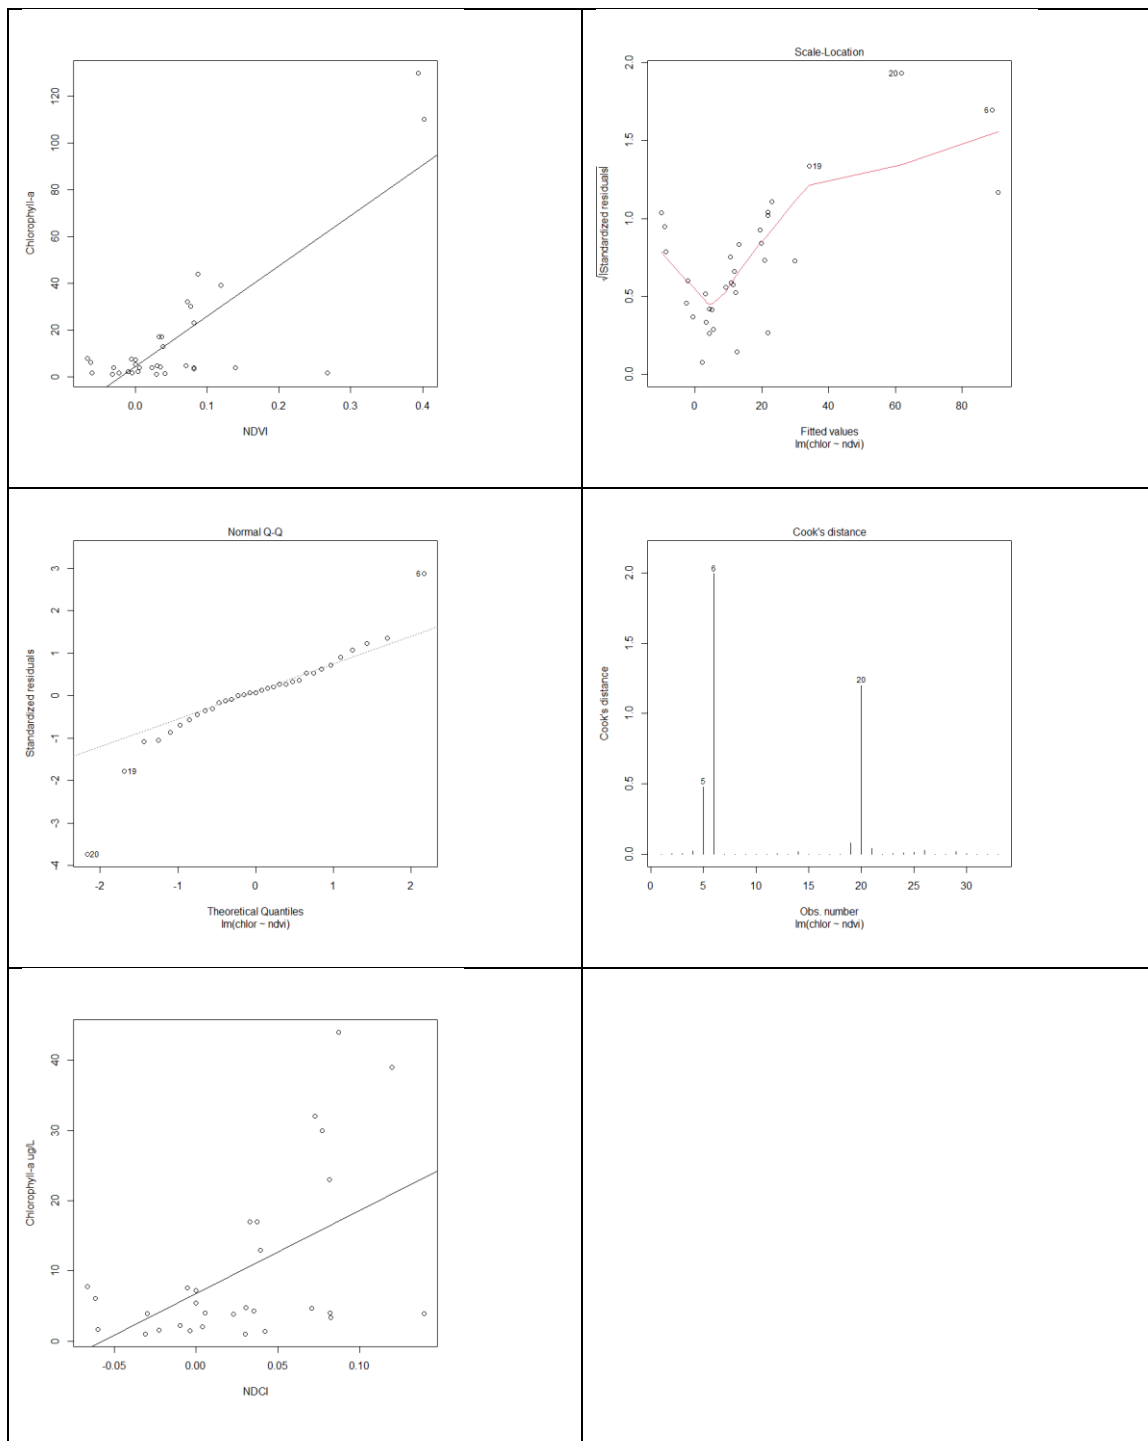 Chlorophyll-a
120
100
80
60
40
20
0
0.0 0.1 0.2 0.3 0.4
NDVI
Scale-Location
√|Standardized residuals|
2.0
1.5
1.0
0.5
0.0
20
6
19
0 20 40 60 80
Fitted values
lm(chlor ~ ndvi)
Normal Q-Q
Standardized residuals
3
2
1
0
-1
-2
-3
-4
6
19
20
-2 -1 0 1 2
Theoretical Quantiles
lm(chlor ~ ndvi)
Cook's distance
Cook's distance
2.0
1.5
1.0
0.5
0.0
6
20
5
0 5 10 15 20 25 30
Obs. number
lm(chlor ~ ndvi)
Chlorophyll-a ug/L
40
30
20
10
0
-0.05 0.00 0.05 0.10
NDCI